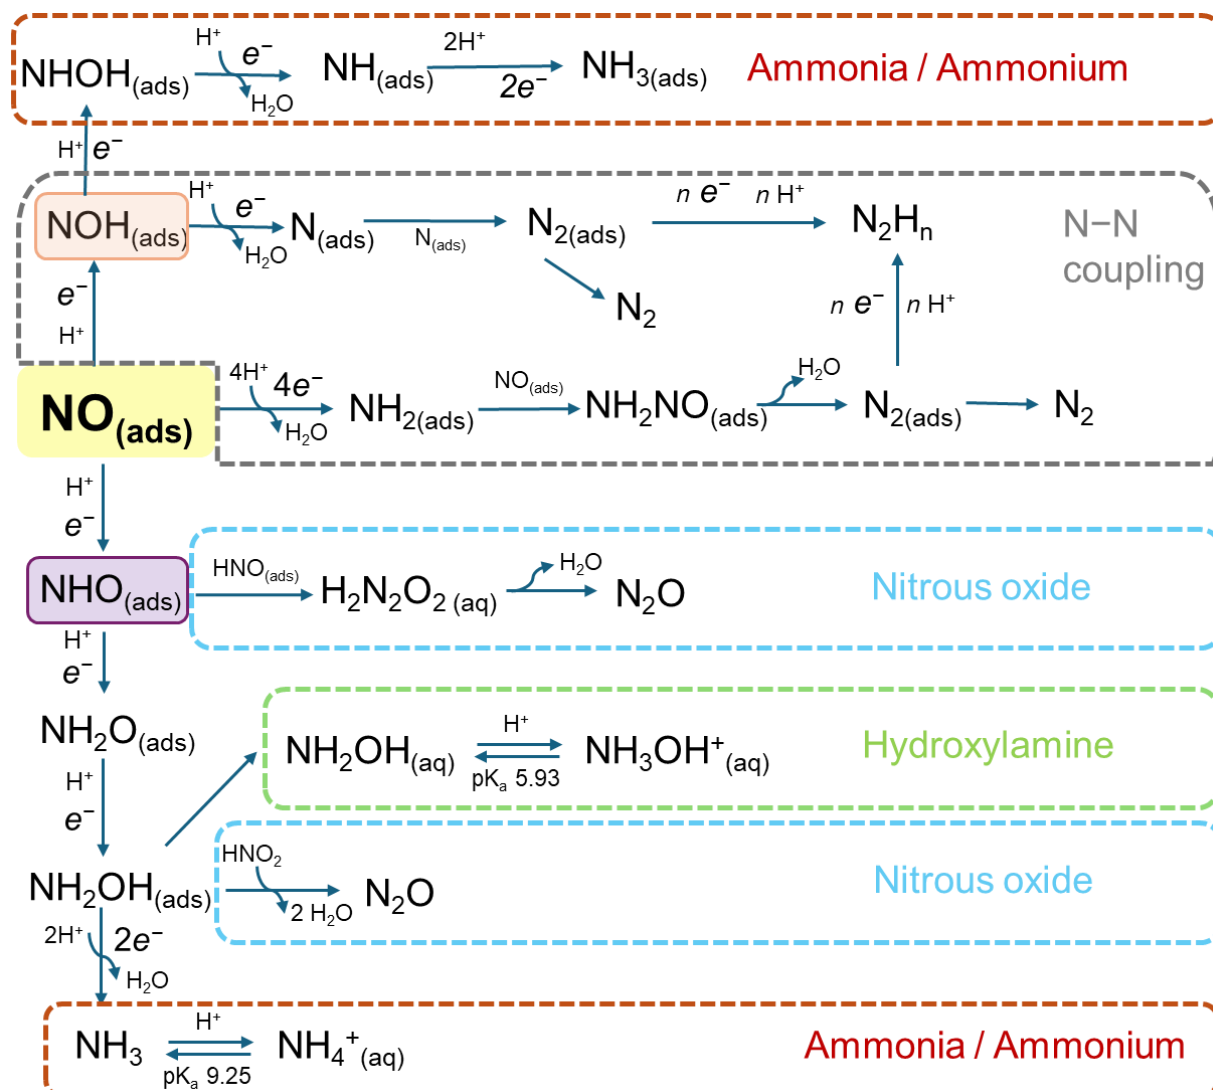 H⁺ e⁻ 2H⁺
NHOH(ads) NH(ads) NH3(ads) Ammonia / Ammonium
H₂O 2e⁻
H⁺ e⁻
H⁺ e⁻ n e⁻ n H⁺
NOH(ads) N(ads) N2(ads) N2Hn N–N
H₂O N(ads) coupling
e⁻ N₂ n e⁻ n H⁺
H⁺
4H⁺ 4e⁻ NO(ads) H₂O
NO(ads) NH2(ads) NH2NO(ads) N2(ads) N₂
H₂O
H⁺
e⁻
HNO(ads) H₂O
NHO(ads) H2N2O2 (aq) N₂O Nitrous oxide
H⁺
e⁻
H⁺
NH2O(ads) NH2OH(aq) NH3OH⁺(aq) Hydroxylamine
H⁺ pKₐ 5.93
e⁻
HNO₂
NH2OH(ads) N₂O Nitrous oxide
2 H₂O
2H⁺ 2e⁻
H₂O
H⁺
NH₃ NH4⁺(aq) Ammonia / Ammonium
pKₐ 9.25